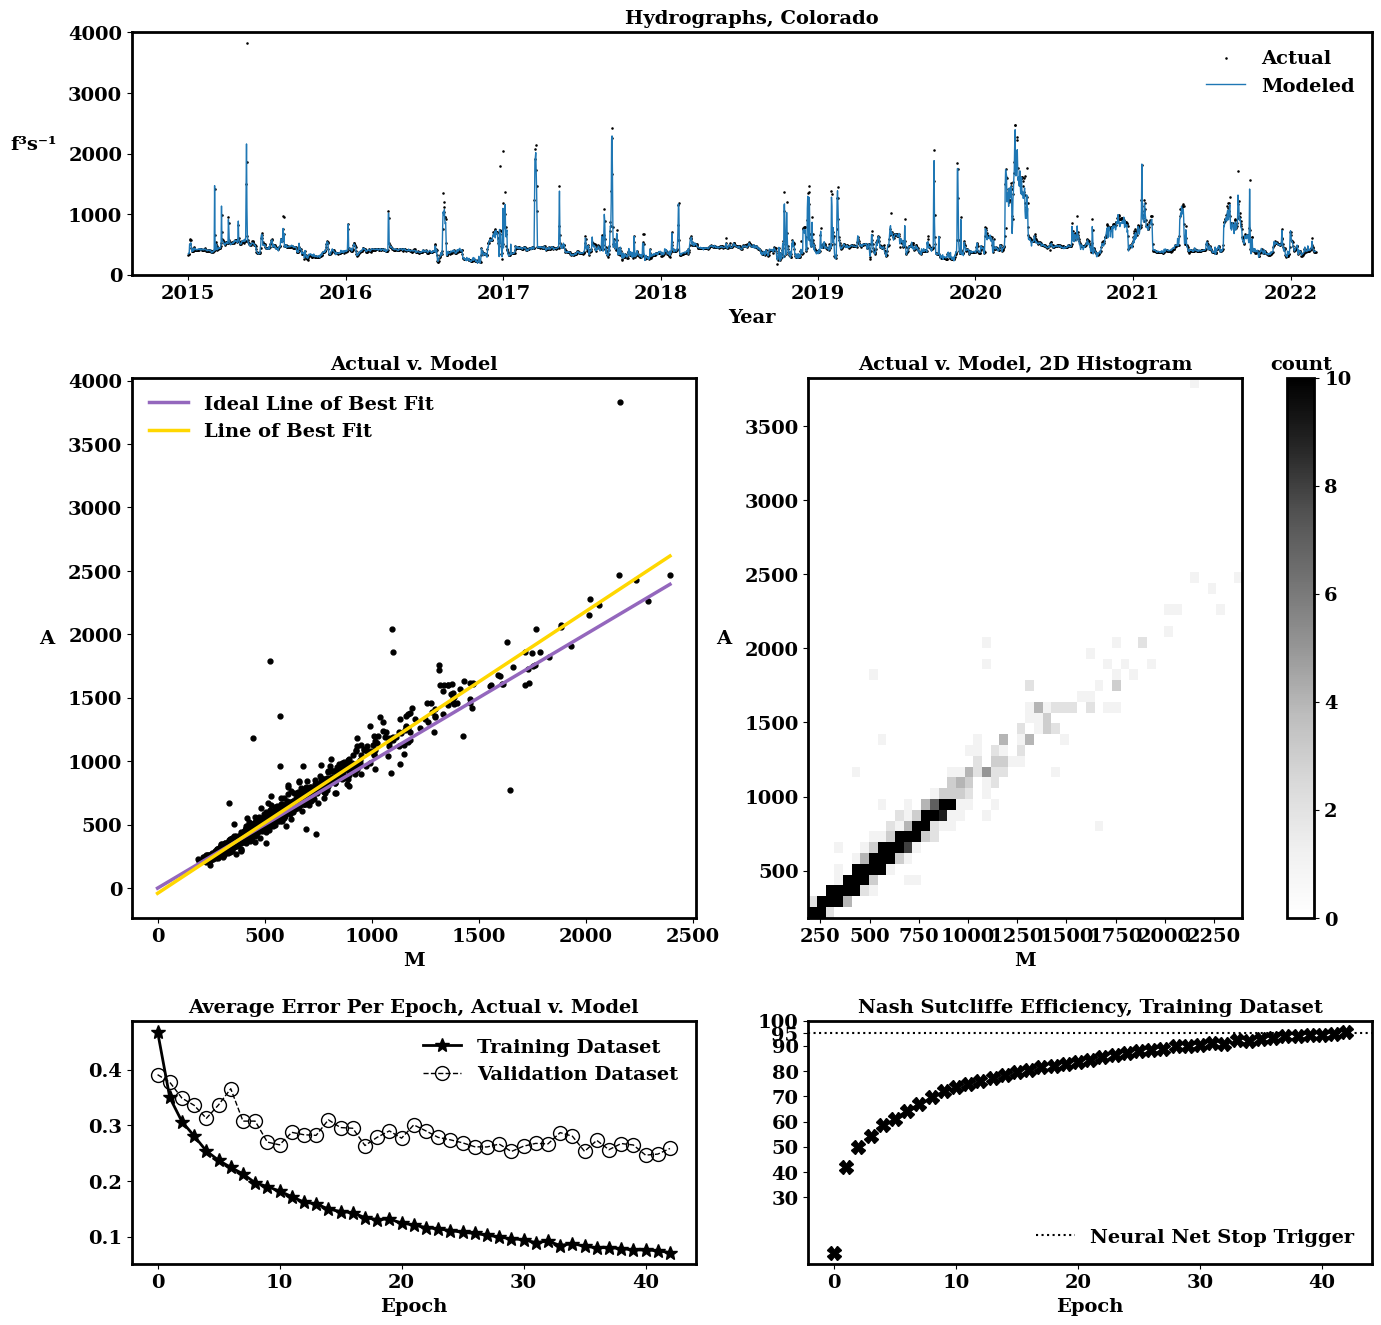 Hydrographs, Colorado
4000
3000
2000
1000
0
f³s⁻¹
Actual
Modeled
2015 2016 2017 2018 2019 2020 2021 2022
Year
Actual v. Model
4000
3500
3000
2500
2000
1500
1000
500
0
A
Ideal Line of Best Fit
Line of Best Fit
0 500 1000 1500 2000 2500
M
Actual v. Model, 2D Histogram
3500
3000
2500
2000
1500
1000
500
A
250 500 750 1000 1250 1500 1750 2000 2250
M
count
10
8
6
4
2
0
Average Error Per Epoch, Actual v. Model
0.4
0.3
0.2
0.1
Training Dataset
Validation Dataset
0 10 20 30 40
Epoch
Nash Sutcliffe Efficiency, Training Dataset
100
95
90
80
70
60
50
40
30
Neural Net Stop Trigger
0 10 20 30 40
Epoch